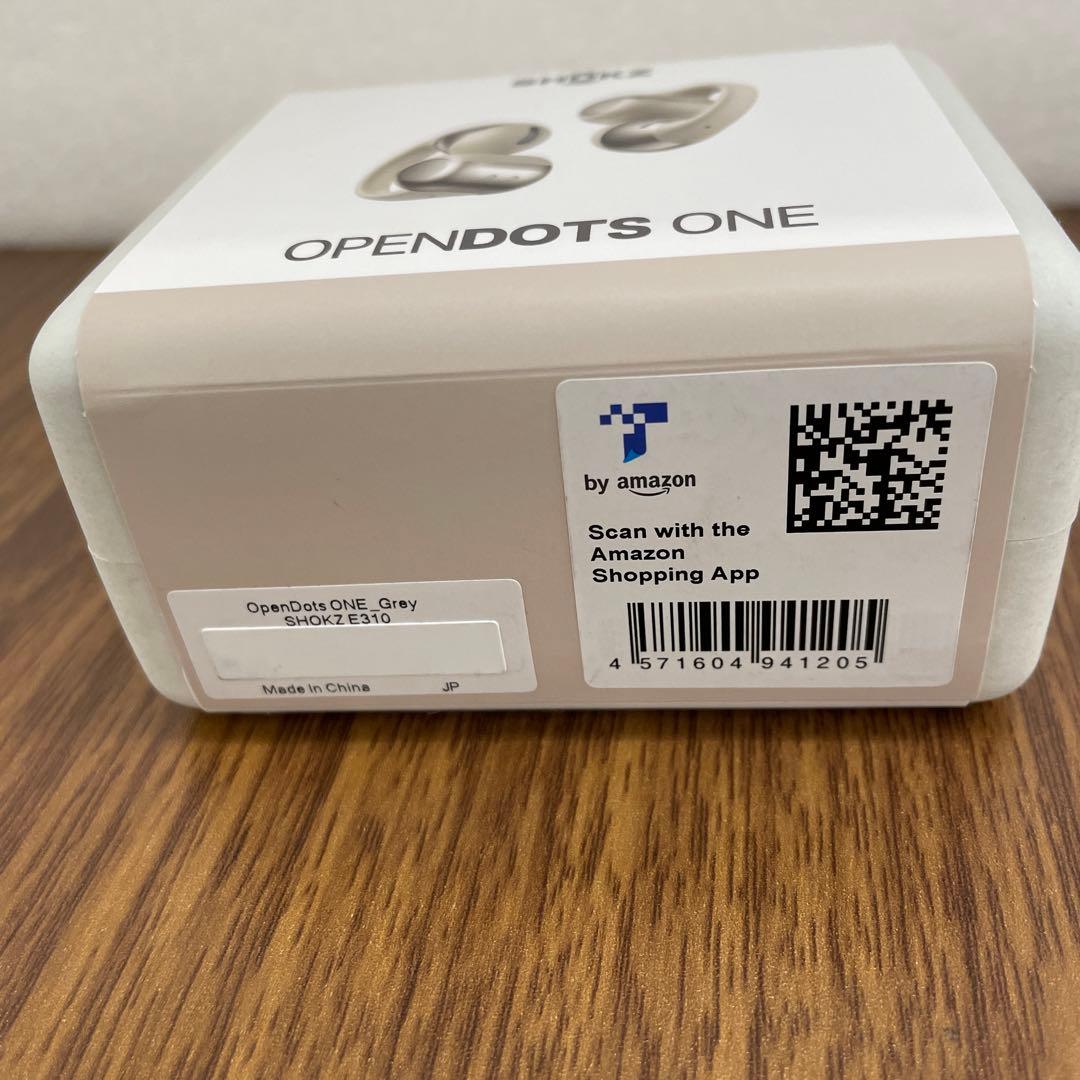 SHOKZ
OPENDOTS ONE
by amazon
Scan with the
Amazon
Shopping App
4 571604 941205
OpenDots ONE_Grey
SHOKZ E310
Made In China JP